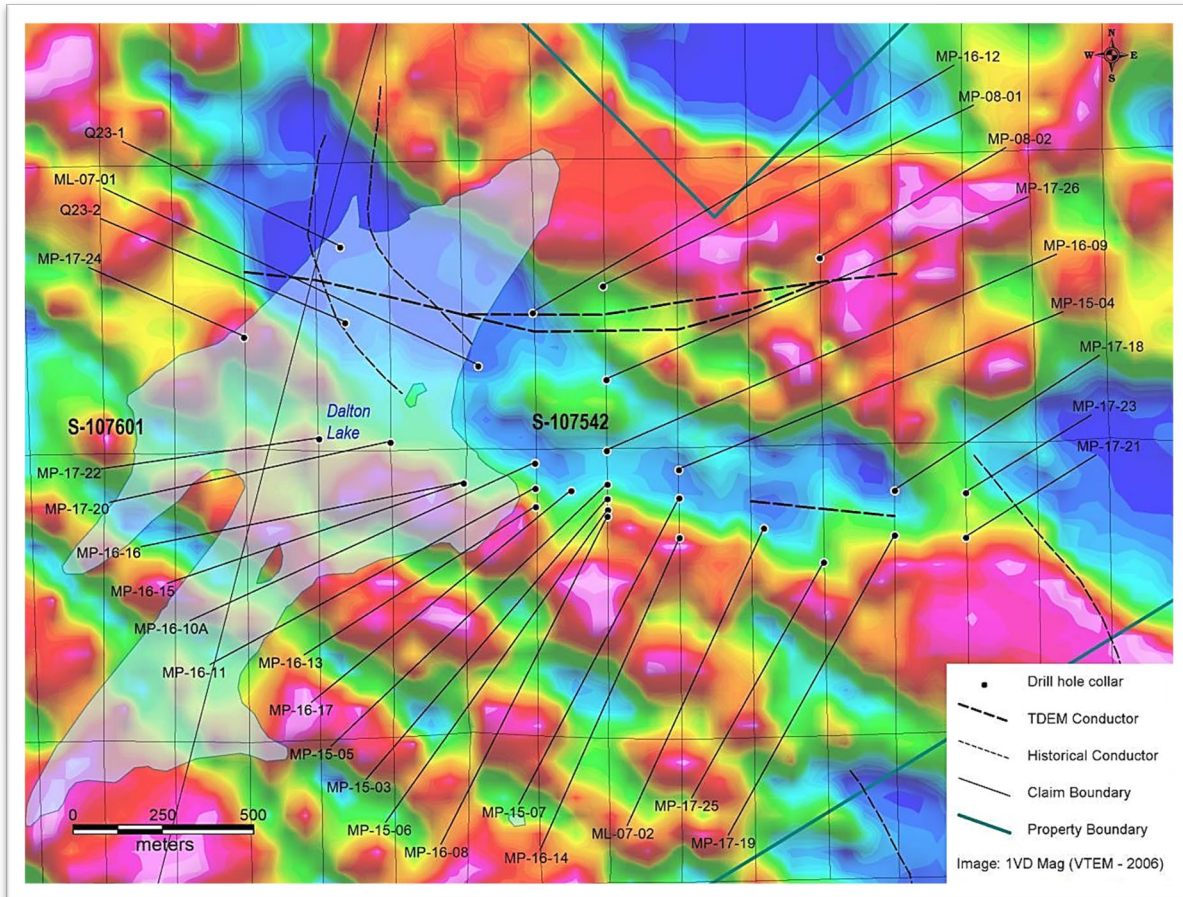 N
W E
S
MP-16-12
MP-08-01
Q23-1
MP-08-02
ML-07-01
MP-17-26
Q23-2
MP-16-09
MP-17-24
MP-15-04
MP-17-18
MP-17-23
Dalton
Lake
S-107542
S-107601
MP-17-21
MP-17-22
MP-17-20
MP-16-16
MP-16-15
MP-16-10A
MP-16-11
MP-16-13
MP-16-17
MP-15-05
MP-15-03
MP-15-06
MP-16-08
MP-15-07
MP-16-14
ML-07-02
MP-17-25
MP-17-19
0 250 500
meters
Drill hole collar
TDEM Conductor
Historical Conductor
Claim Boundary
Property Boundary
Image: 1VD Mag (VTEM - 2006)